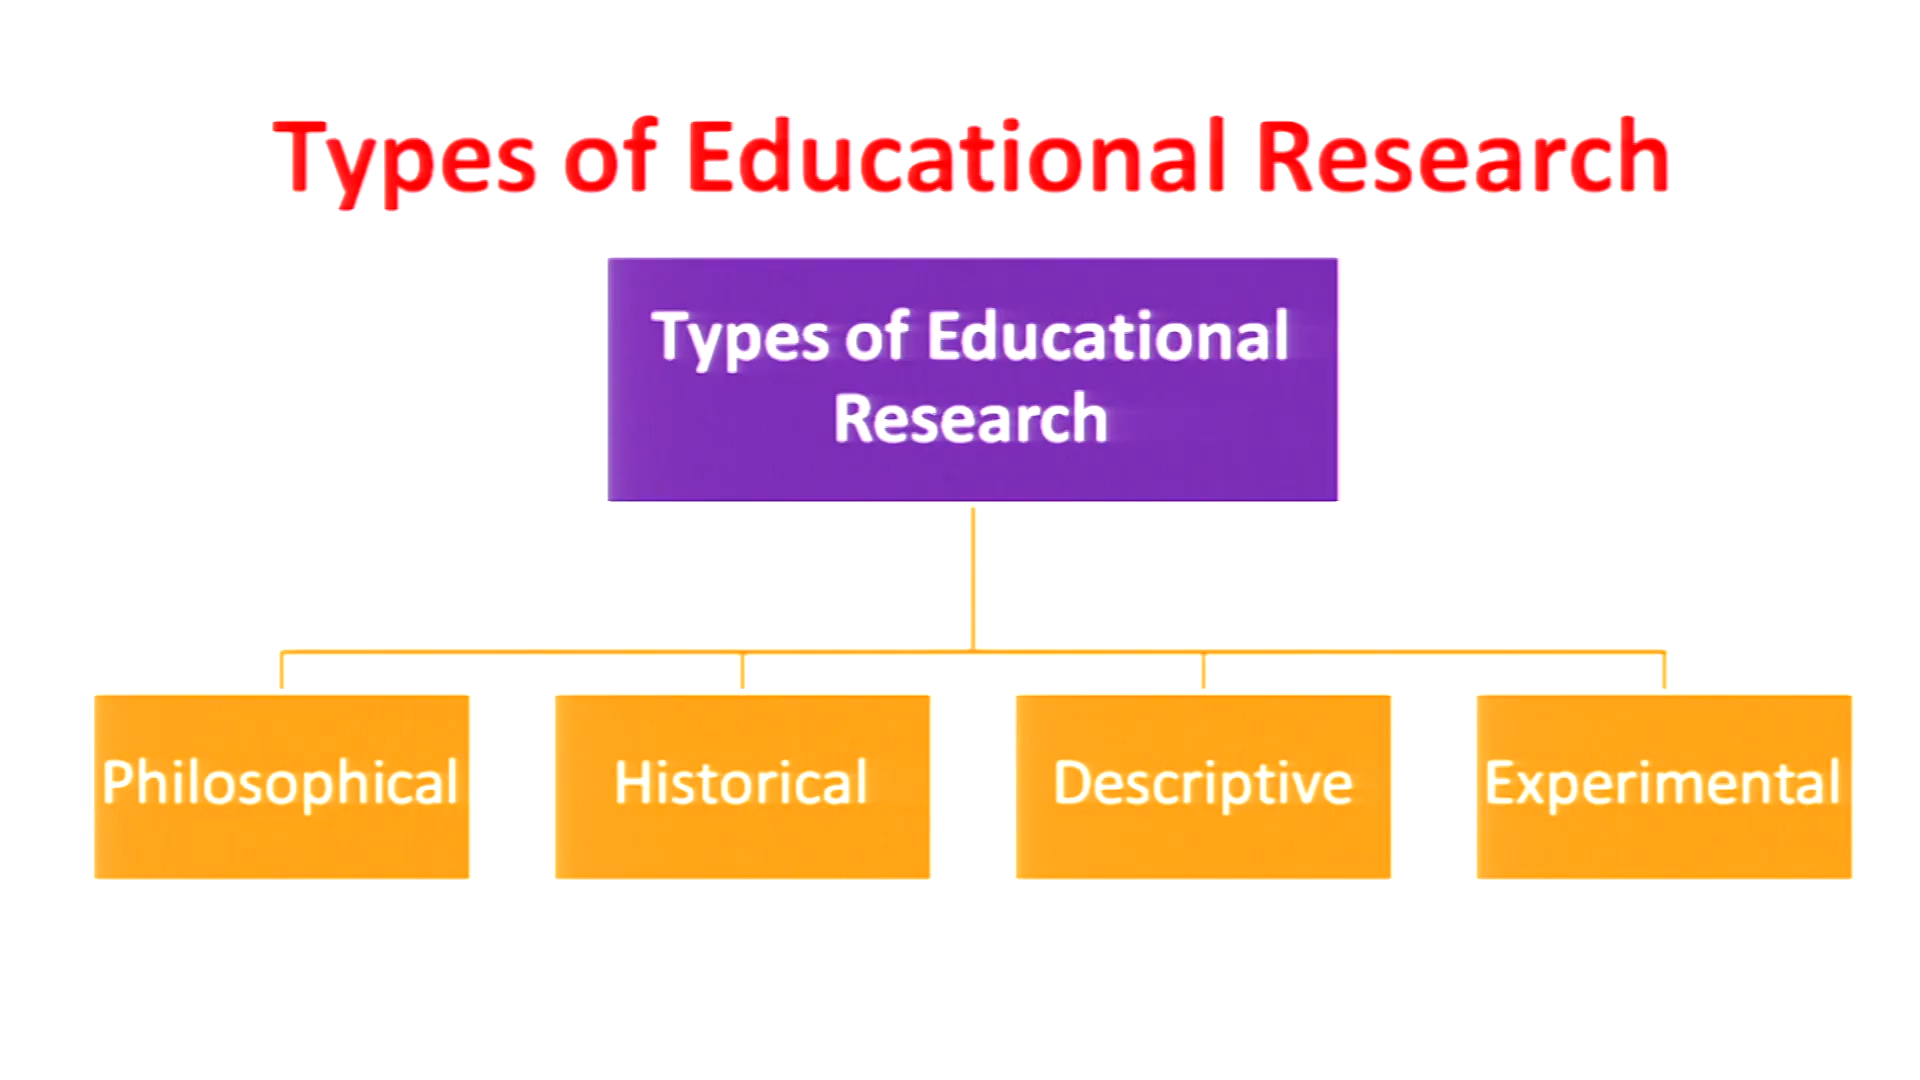 Types of Educational Research
Types of Educational
Research
Philosophical
Historical
Descriptive
Experimental